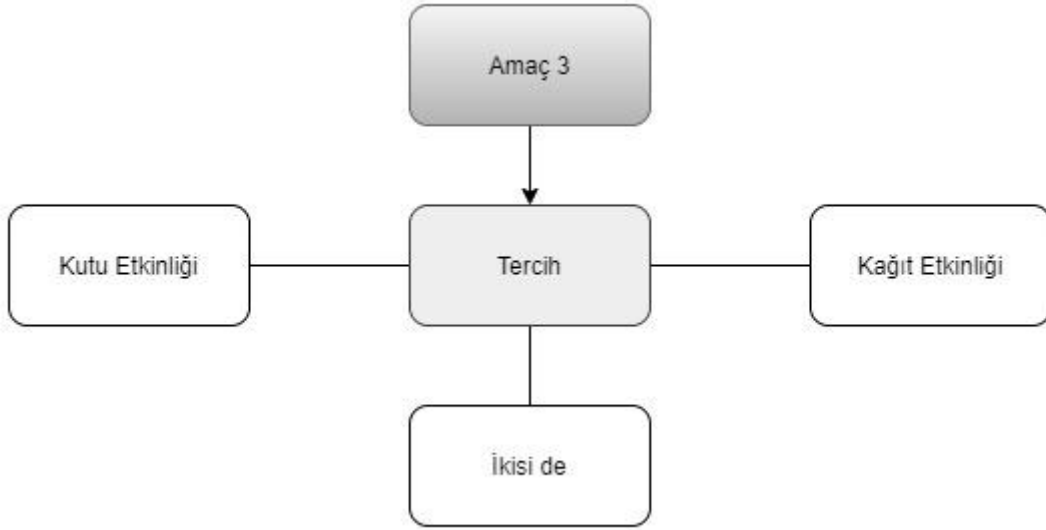 Amaç 3
Kutu Etkinliği
Tercih
Kağıt Etkinliği
İkisi de